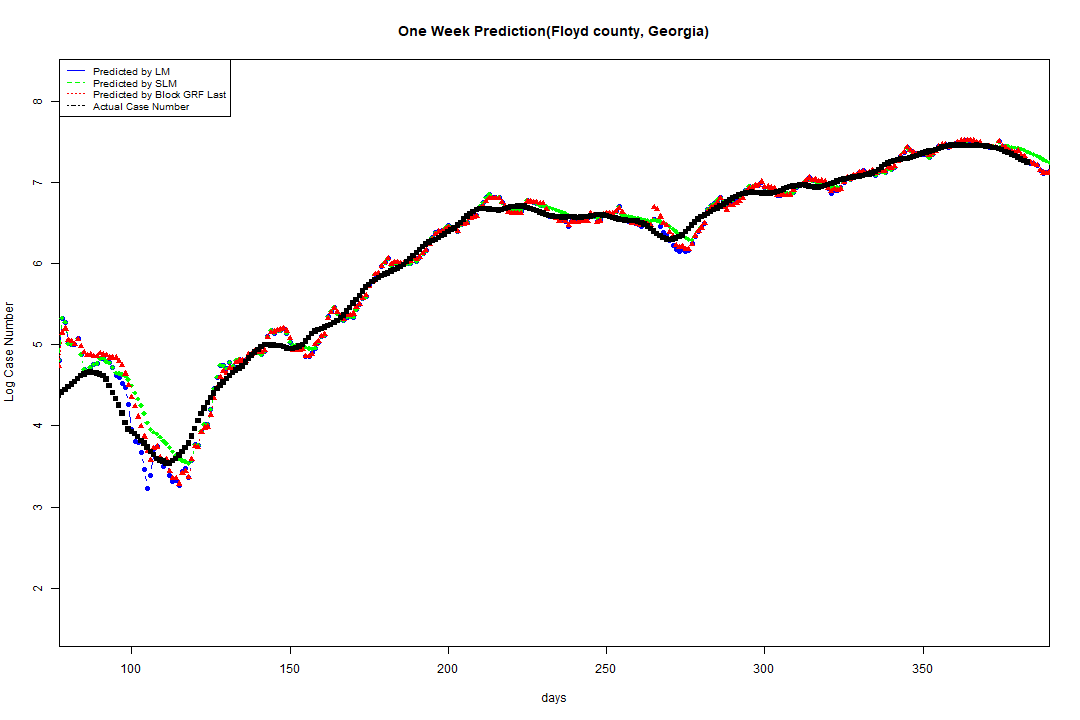 One Week Prediction(Floyd county, Georgia)
Predicted by LM
Predicted by SLM
Predicted by Block GRF Last
Actual Case Number
8
7
6
5
4
3
2
Log Case Number
100 150 200 250 300 350
days